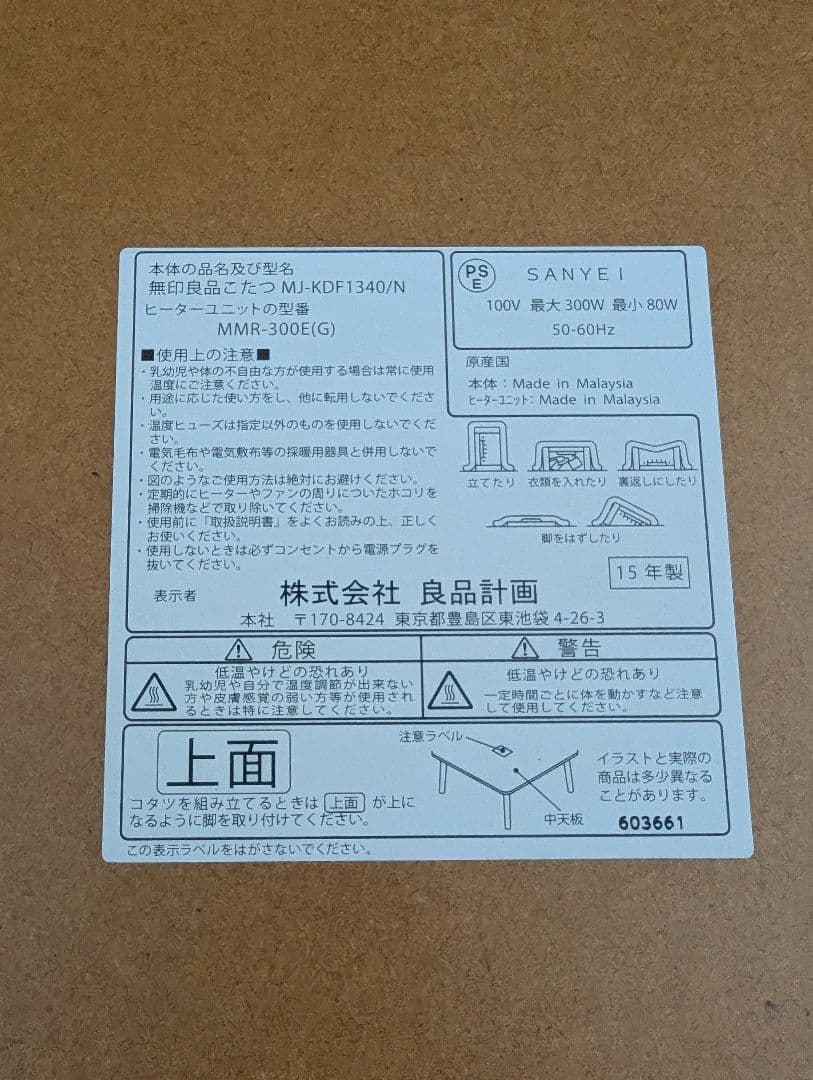 本体の品名及び型名
無印良品こたつ MJ-KDF1340/N
ヒーターユニットの型番
MMR-300E(G)
■使用上の注意■
・乳幼児や体の不自由な方が使用する場合は常に使用
温度にご注意ください。
・用途に応じた使い方をし、他に転用しないでくださ
い。
・温度ヒューズは指定以外のものを使用しないでくだ
さい。
・電気毛布や電気敷布等の採暖用器具と併用しないで
ください。
・図のようなご使用方法は絶対にお避けください。
・定期的にヒーターやファンの周りについたホコリを
掃除機などで取り除いてください。
・使用前に「取扱説明書」をよくお読みの上、正しく
お使いください。
・使用しないときは必ずコンセントから電源プラグを
抜いてください。
PS
E
SANYEI
100V 最大 300W 最小 80W
50-60Hz
原産国
本体：Made in Malaysia
ﾋｰﾀｰﾕﾆｯﾄ：Made in Malaysia
立てたり 衣類を入れたり 裏返しにしたり
脚をはずしたり
15 年製
表示者 株式会社 良品計画
本社 〒170-8424 東京都豊島区東池袋 4-26-3
危険
低温やけどの恐れあり
乳幼児や自分で温度調節が出来ない
方や皮膚感覚の弱い方等が使用され
るときは特に注意してください。
警告
低温やけどの恐れあり
一定時間ごとに体を動かすなど注意
して使用してください。
上面
コタツを組み立てるときは 上面 が上に
なるように脚を取り付けてください。
注意ラベル
中天板
イラストと実際の
商品は多少異なる
ことがあります。
603661
この表示ラベルをはがさないでください。